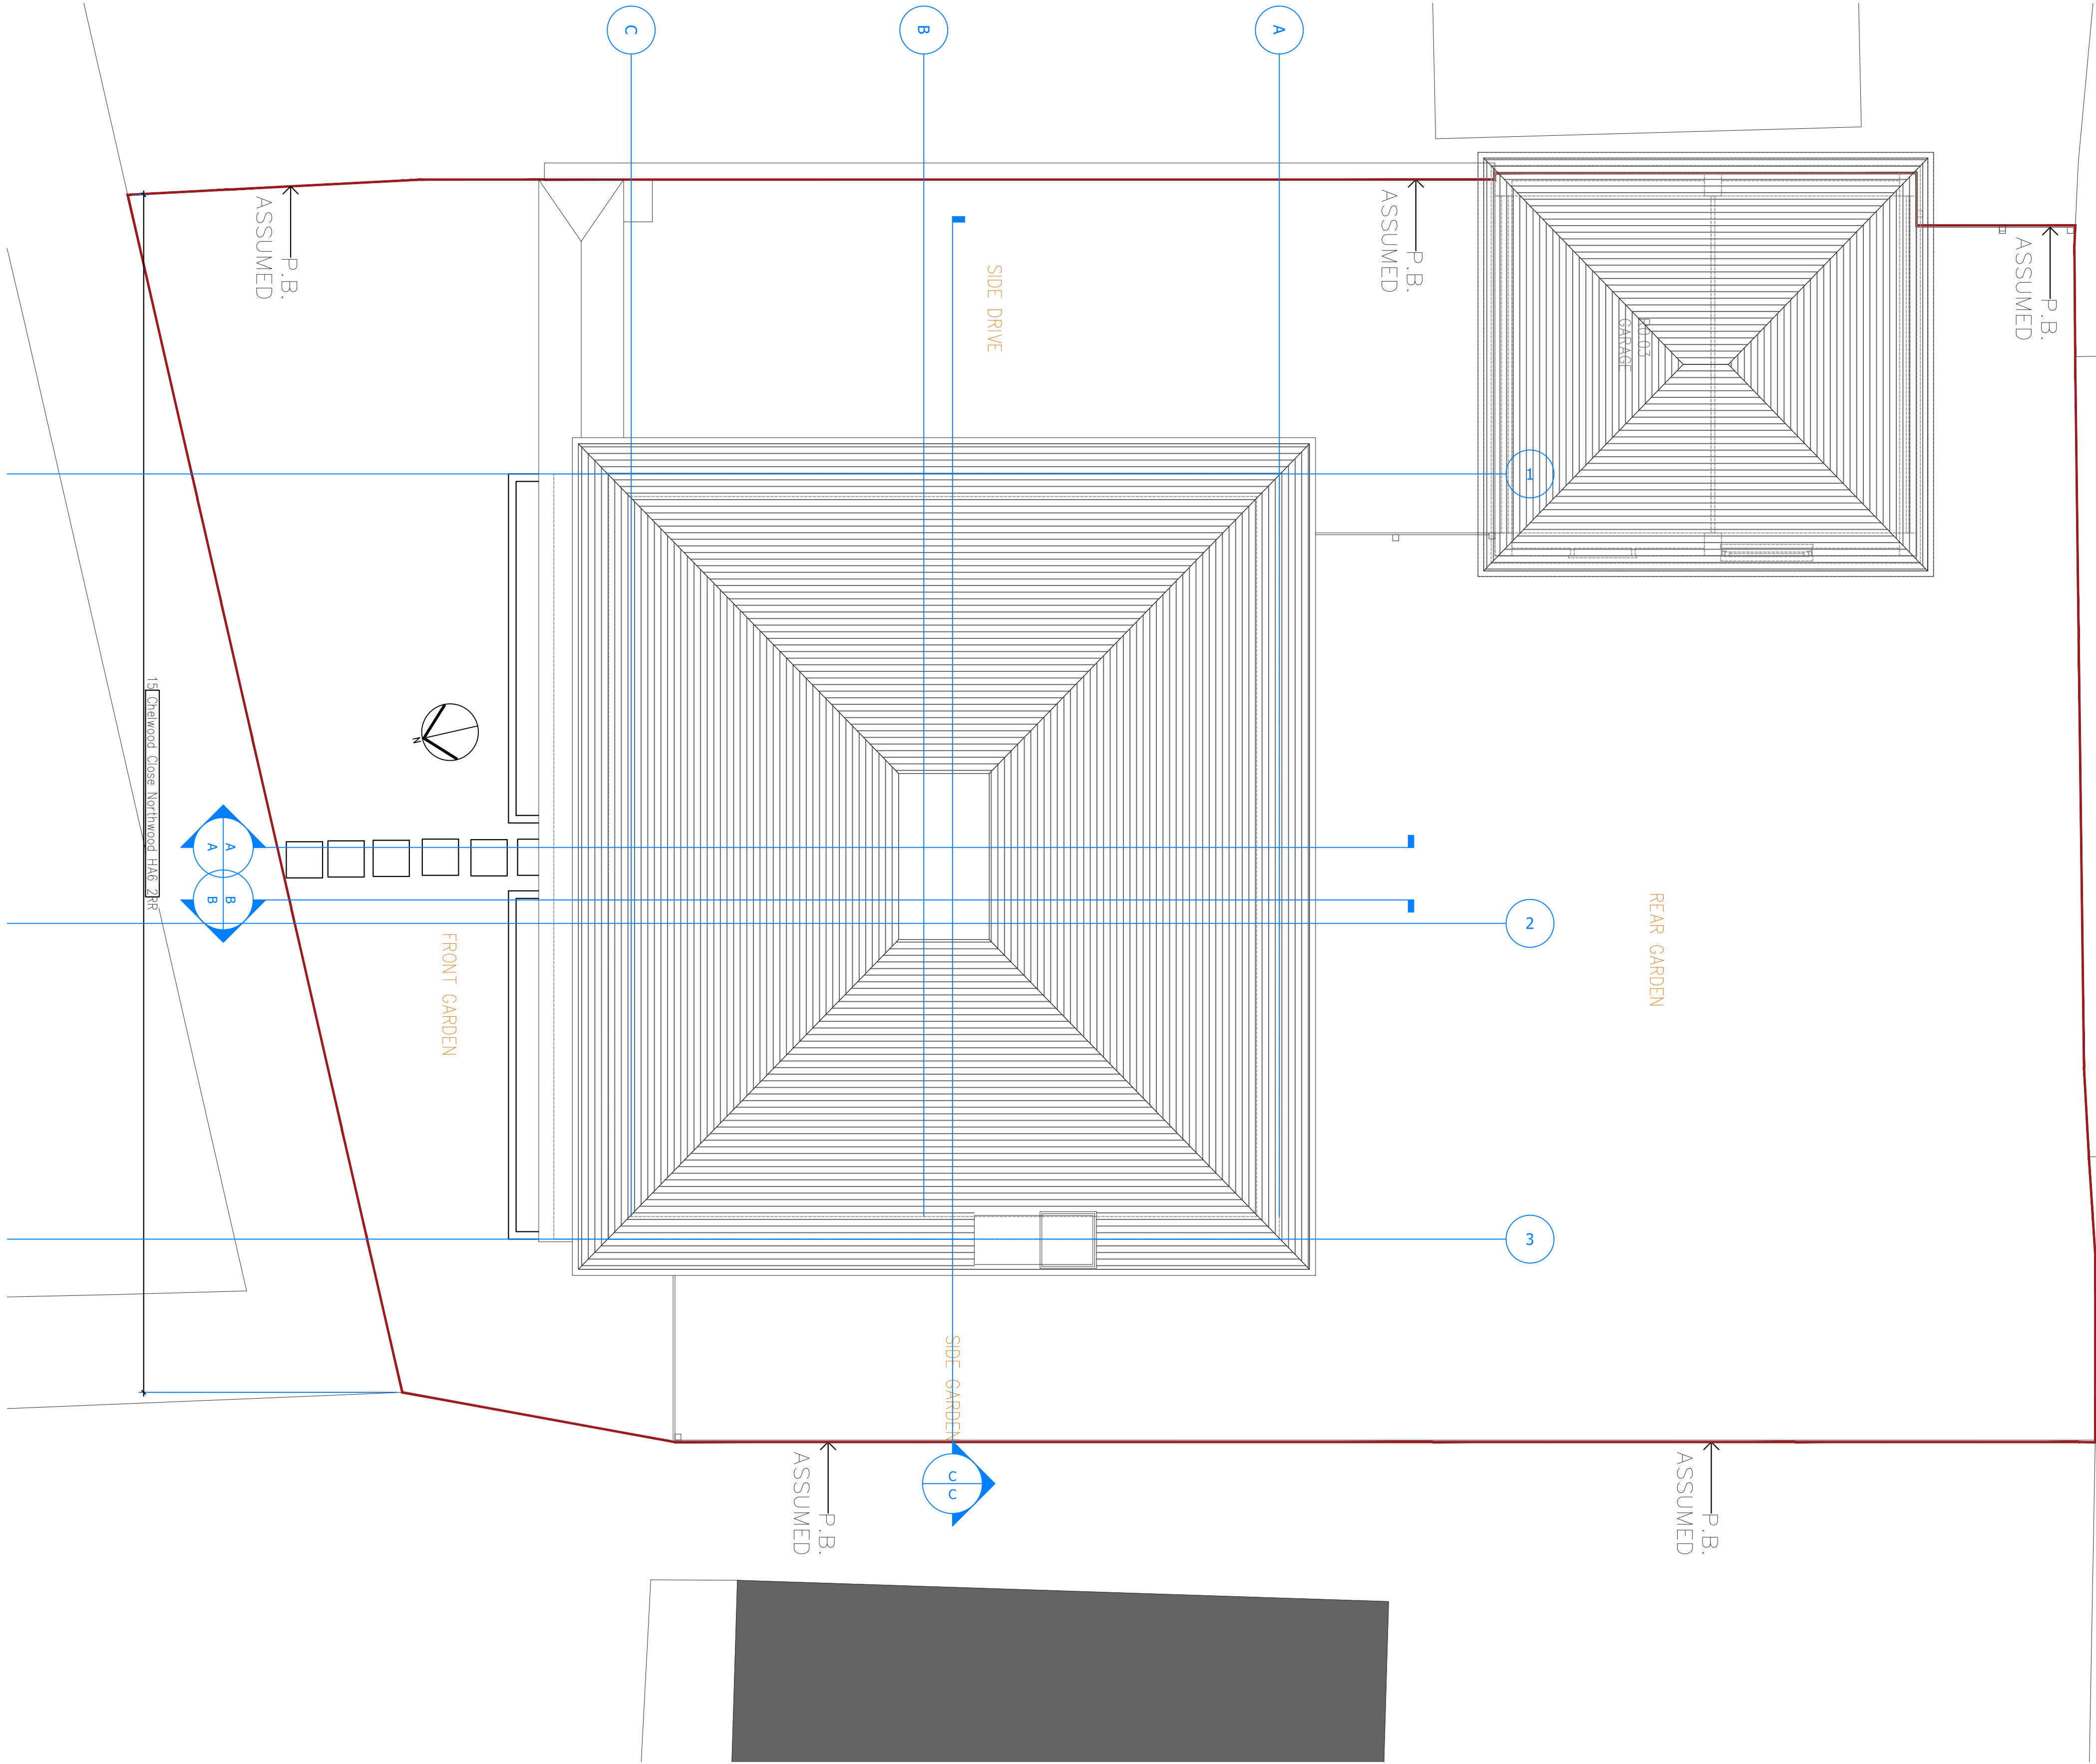 C
B
A
P.B.
ASSUMED
P.B.
ASSUMED
P.B.
ASSUMED
SIDE DRIVE
GARAGE
1
15 Chelwood Close Northwood HA6 2RR
N
A
A
B
B
2
FRONT GARDEN
REAR GARDEN
3
SIDE GARDEN
C
C
P.B.
ASSUMED
P.B.
ASSUMED